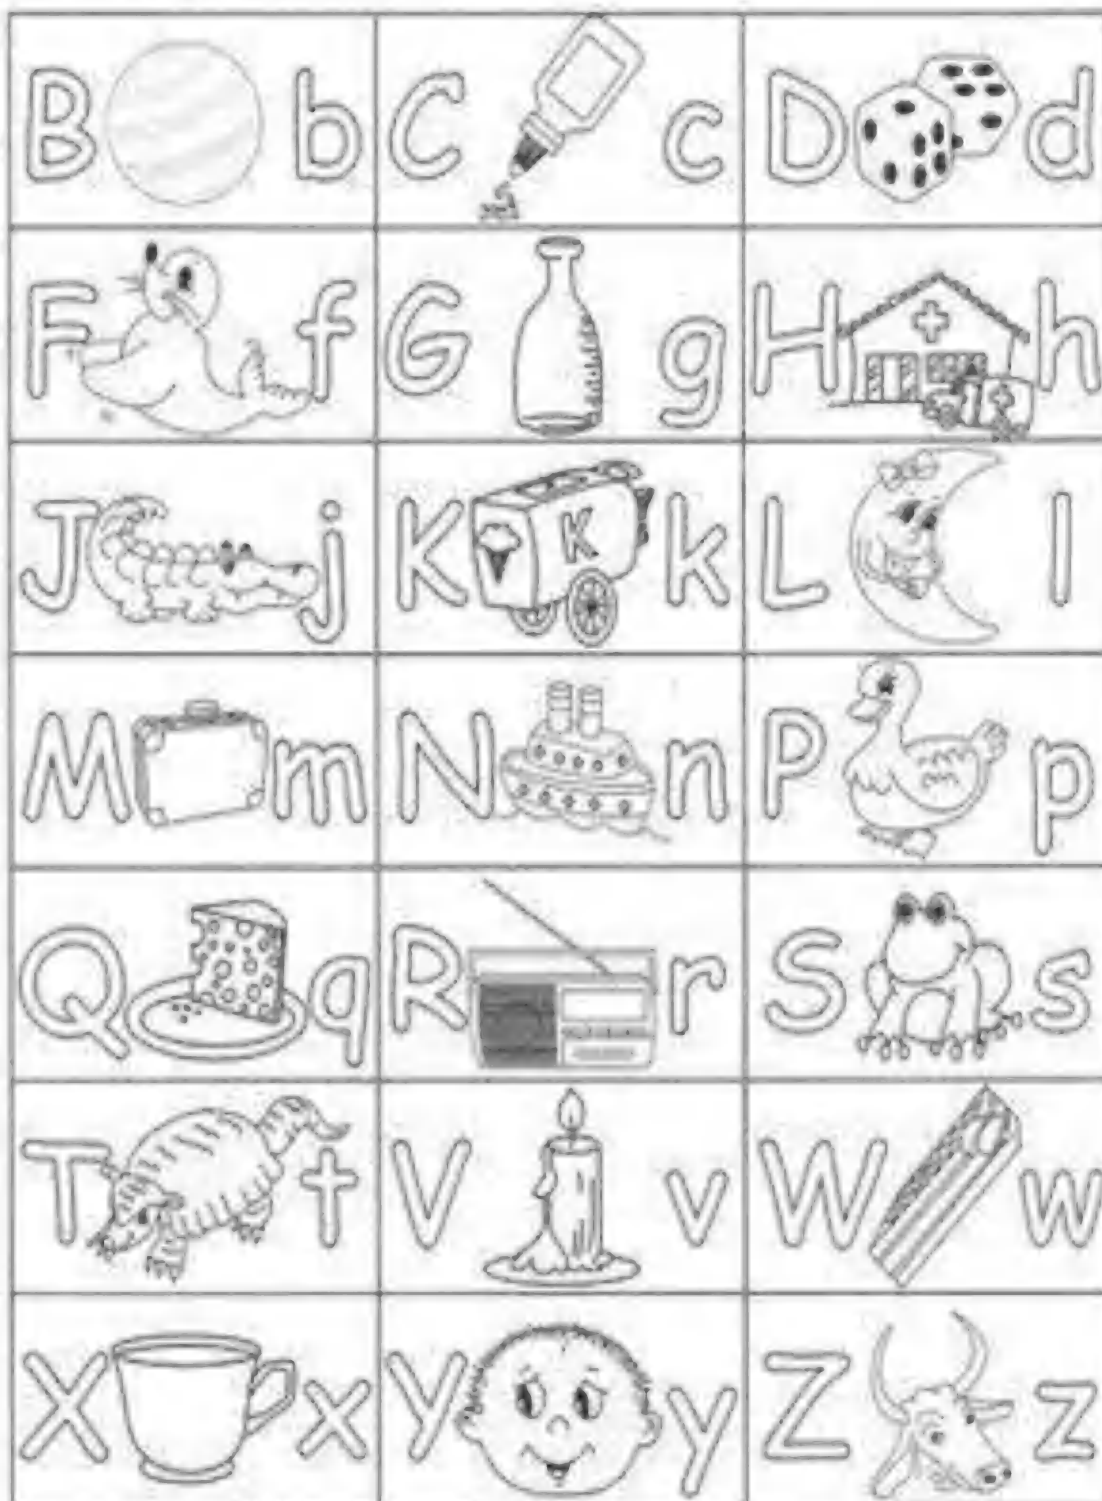 B b C c D d
F f G g H h
J j K K k L l
M m N n P p
Q q R r S s
T t V v W w
X x Y y Z z